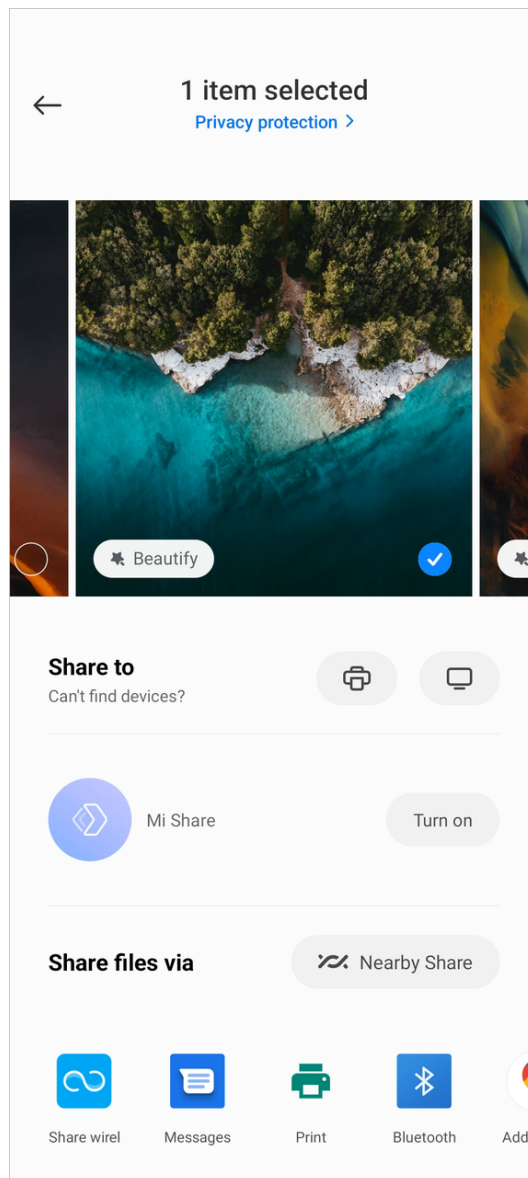 1 item selected
Privacy protection
Beautify
Share to
Can't find devices?
Mi Share
Turn on
Share files via
Nearby Share
Share wirel
Messages
Print
Bluetooth
Add